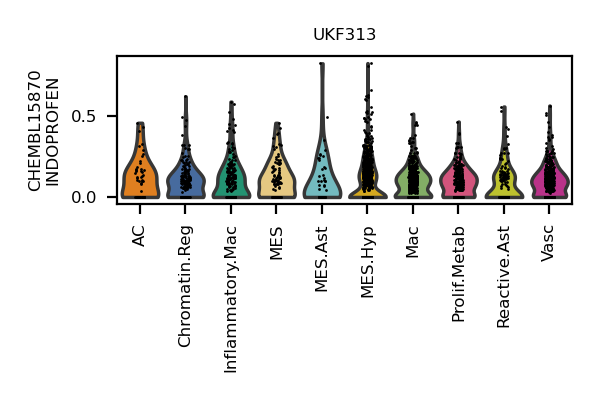 UKF313
CHEMBL15870
INDOPROFEN
0.5
0.0
AC
Chromatin.Reg
Inflammatory.Mac
MES
MES.Ast
MES.Hyp
Mac
Prolif.Metab
Reactive.Ast
Vasc